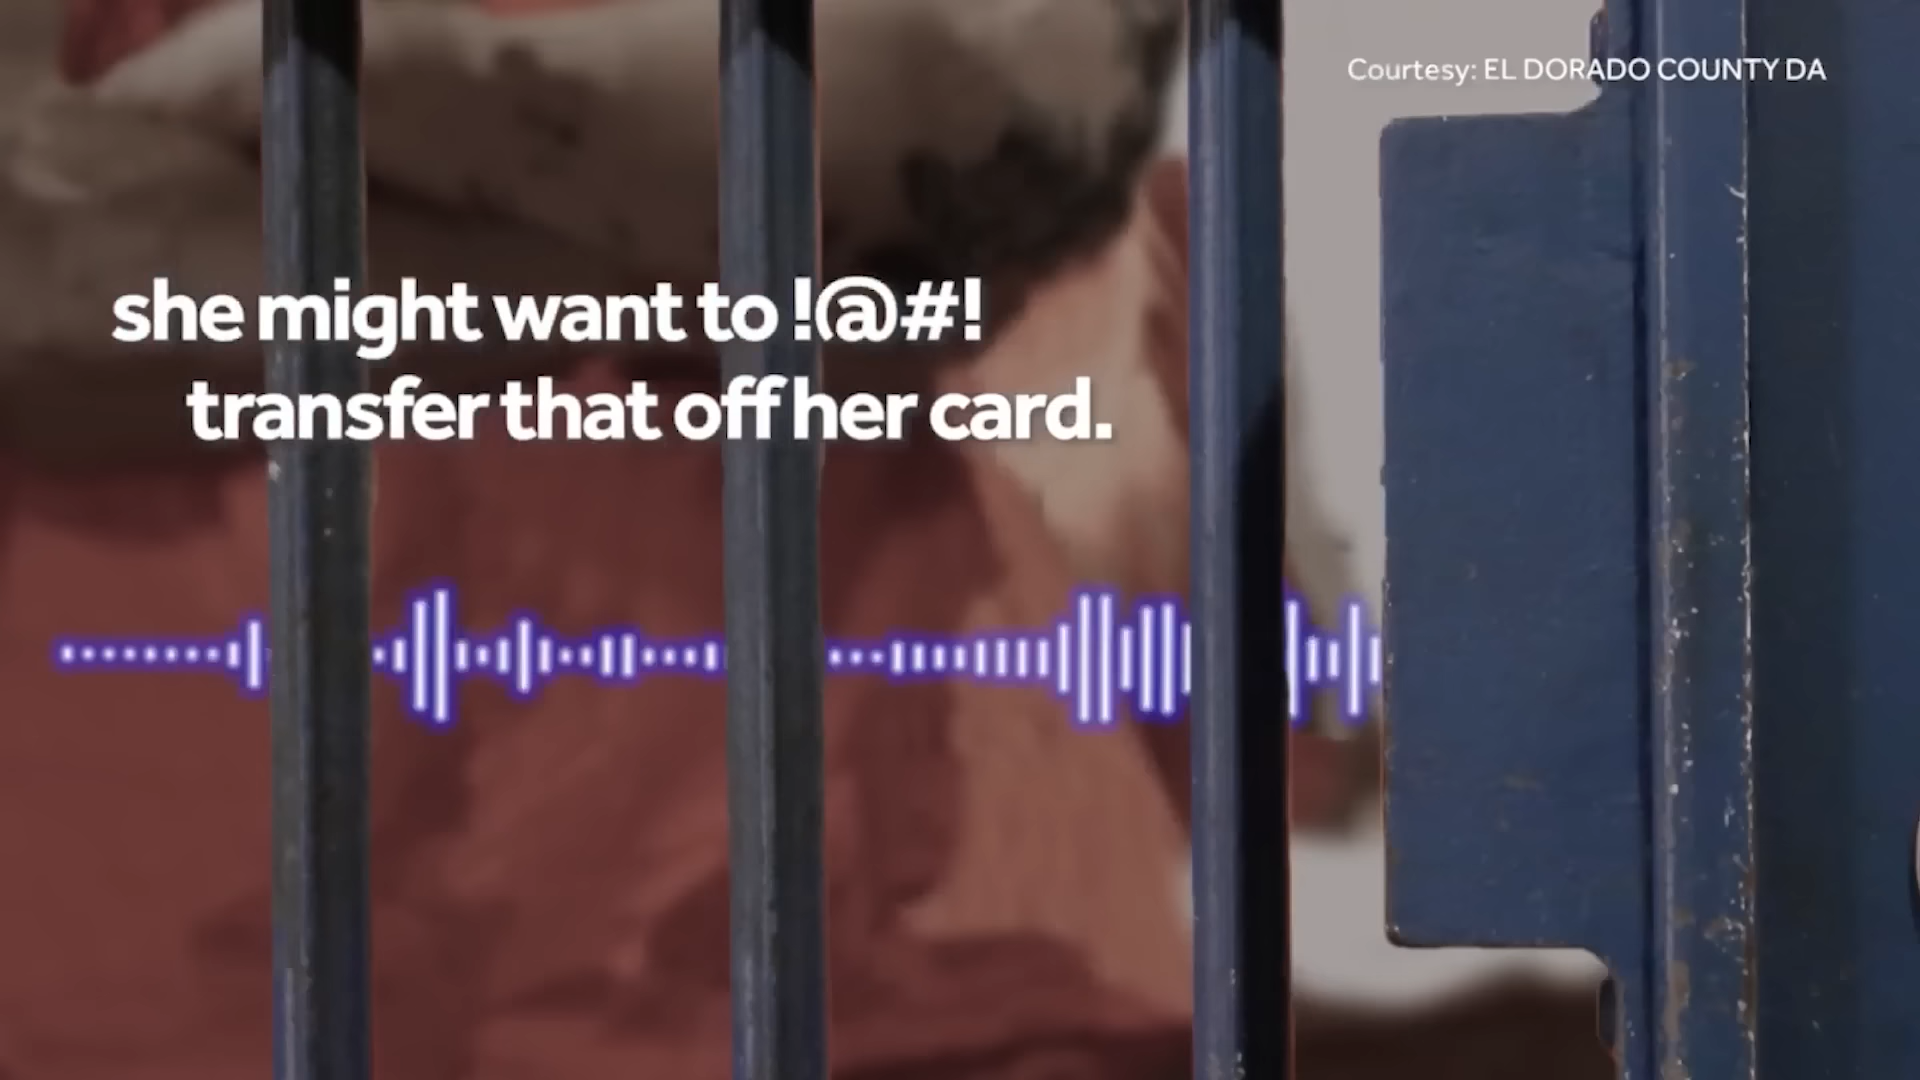 Courtesy: EL DORADO COUNTY DA
she might want to !@#!
transfer that off her card.